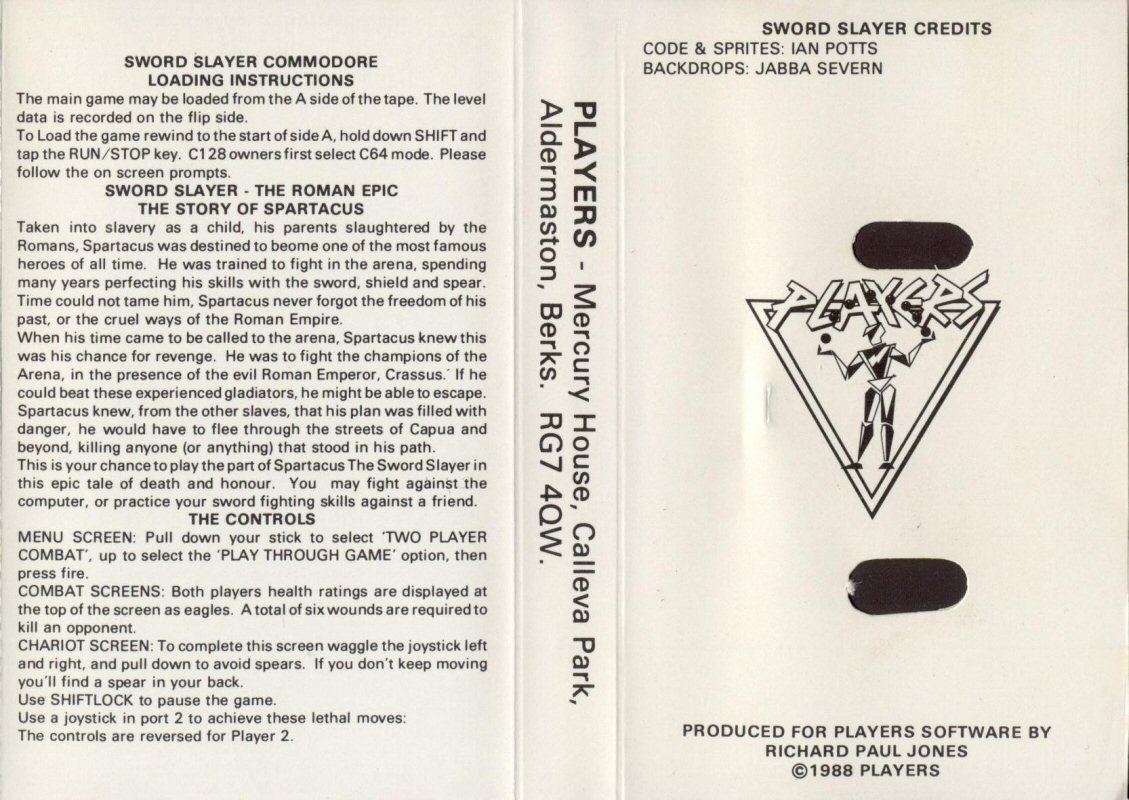 SWORD SLAYER COMMODORE
LOADING INSTRUCTIONS
The main game may be loaded from the A side of the tape. The level
data is recorded on the flip side.
To Load the game rewind to the start of side A, hold down SHIFT and
tap the RUN/STOP key. C128 owners first select C64 mode. Please
follow the on screen prompts.
SWORD SLAYER - THE ROMAN EPIC
THE STORY OF SPARTACUS
Taken into slavery as a child, his parents slaughtered by the
Romans, Spartacus was destined to beome one of the most famous
heroes of all time. He was trained to fight in the arena, spending
many years perfecting his skills with the sword, shield and spear.
Time could not tame him, Spartacus never forgot the freedom of his
past, or the cruel ways of the Roman Empire.
When his time came to be called to the arena, Spartacus knew this
was his chance for revenge. He was to fight the champions of the
Arena, in the presence of the evil Roman Emperor, Crassus. If he
could beat these experienced gladiators, he might be able to escape.
Spartacus knew, from the other slaves, that his plan was filled with
danger, he would have to flee through the streets of Capua and
beyond, killing anyone (or anything) that stood in his path.
This is your chance to play the part of Spartacus The Sword Slayer in
this epic tale of death and honour. You may fight against the
computer, or practice your sword fighting skills against a friend.
THE CONTROLS
MENU SCREEN: Pull down your stick to select 'TWO PLAYER
COMBAT', up to select the 'PLAY THROUGH GAME' option, then
press fire.
COMBAT SCREENS: Both players health ratings are displayed at
the top of the screen as eagles. A total of six wounds are required to
kill an opponent.
CHARIOT SCREEN: To complete this screen waggle the joystick left
and right, and pull down to avoid spears. If you don't keep moving
you'll find a spear in your back.
Use SHIFTLOCK to pause the game.
Use a joystick in port 2 to achieve these lethal moves:
The controls are reversed for Player 2.
PLAYERS - Mercury House, Calleva Park,
Aldermaston, Berks. RG7 4QW.
SWORD SLAYER CREDITS
CODE & SPRITES: IAN POTTS
BACKDROPS: JABBA SEVERN
PLAYERS
PRODUCED FOR PLAYERS SOFTWARE BY
RICHARD PAUL JONES
©1988 PLAYERS